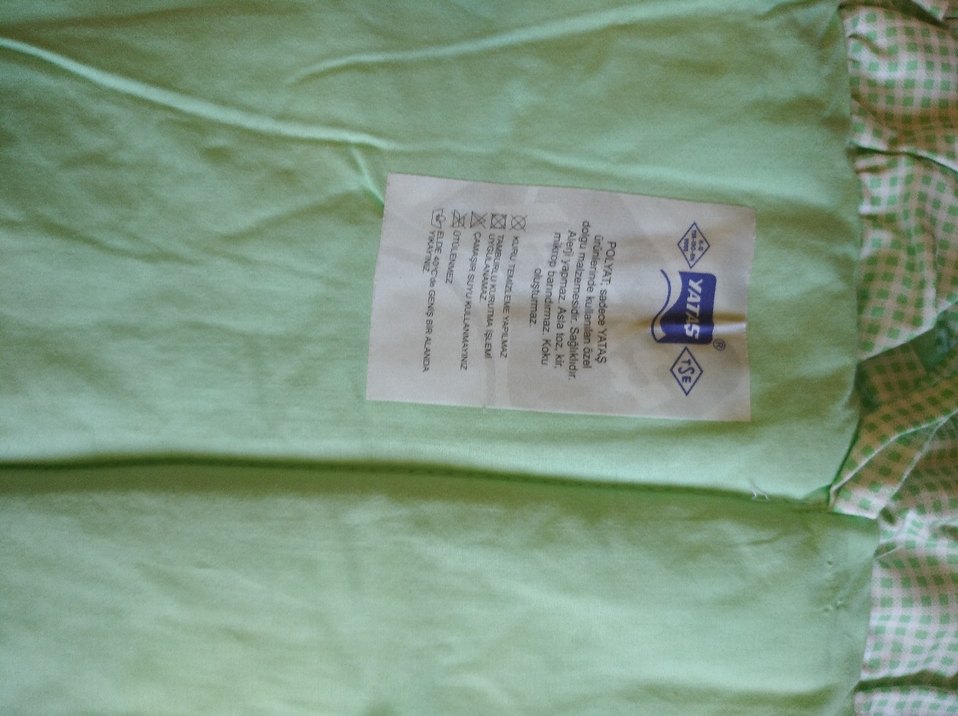 YATAŞ ®
TSE
POLYAT: sadece YATAŞ
ürünlerinde kullanılan özel
dolgu malzemesidir. Sağlıklıdır.
Alerji yapmaz. Asla toz, kir,
mikrop barındırmaz. Koku
oluşturmaz.
KURU TEMİZLEME YAPILMAZ
TAMBURLU KURUTMA İŞLEMİ
UYGULANAMAZ
ÇAMAŞIR SUYU KULLANMAYINIZ
ÜTÜLENMEZ
ELDE 40°C'de GENİŞ BİR ALANDA
YIKAYINIZ